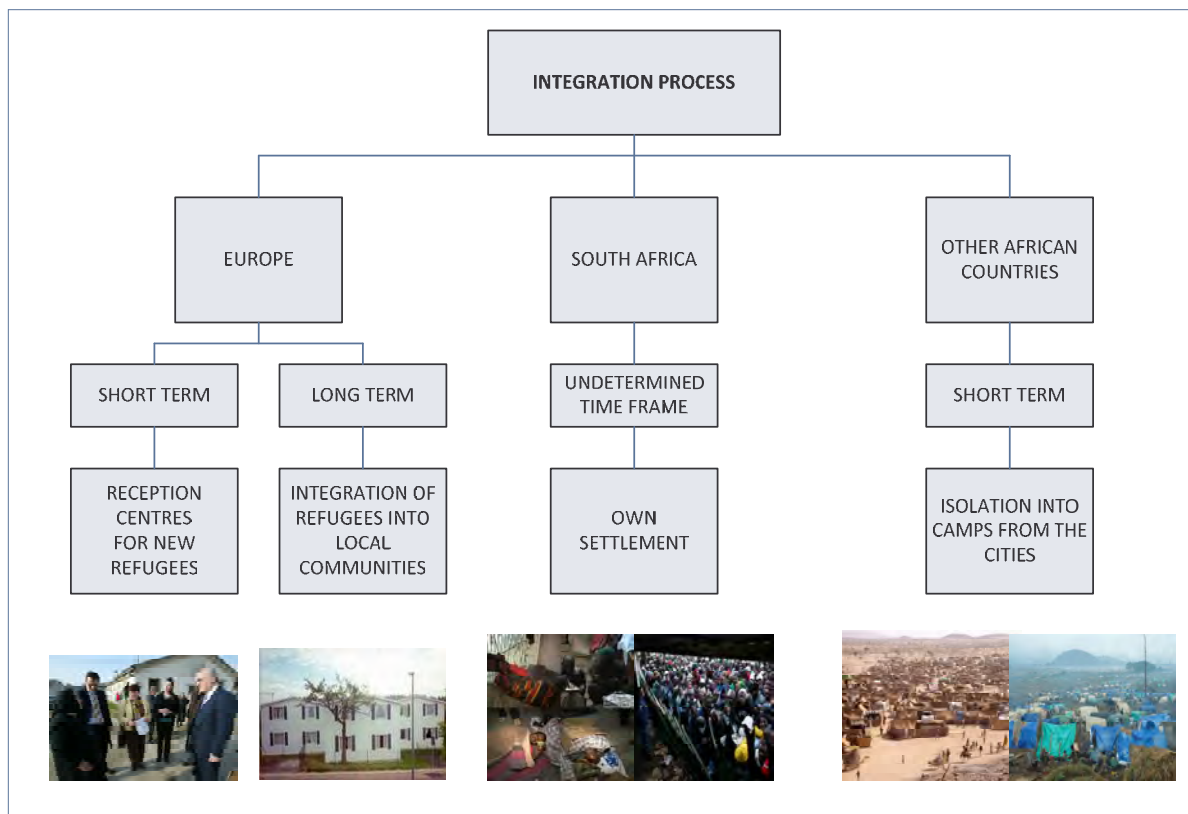 INTEGRATION PROCESS
EUROPE
SOUTH AFRICA
OTHER AFRICAN
COUNTRIES
SHORT TERM
LONG TERM
UNDETERMINED
TIME FRAME
SHORT TERM
RECEPTION
CENTRES
FOR NEW
REFUGEES
INTEGRATION OF
REFUGEES INTO
LOCAL
COMMUNITIES
OWN
SETTLEMENT
ISOLATION INTO
CAMPS FROM THE
CITIES